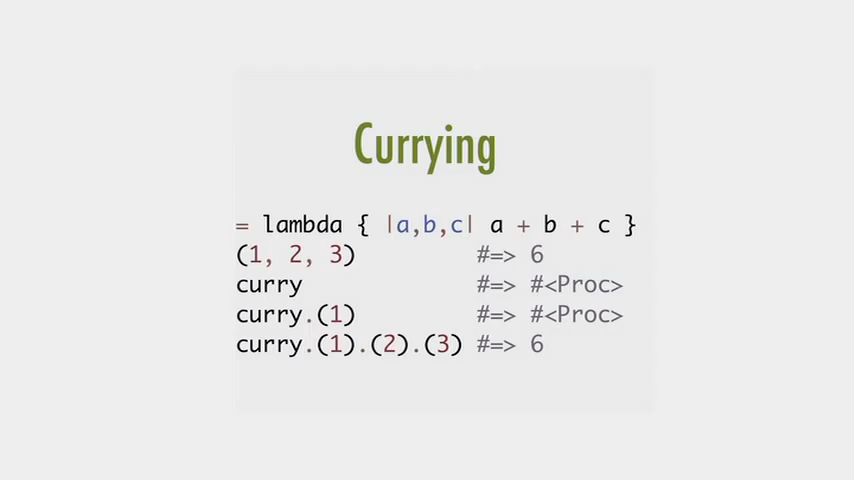 Currying
= lambda { |a,b,c| a + b + c }
(1, 2, 3) #=> 6
curry #=> #<Proc>
curry.(1) #=> #<Proc>
curry.(1).(2).(3) #=> 6